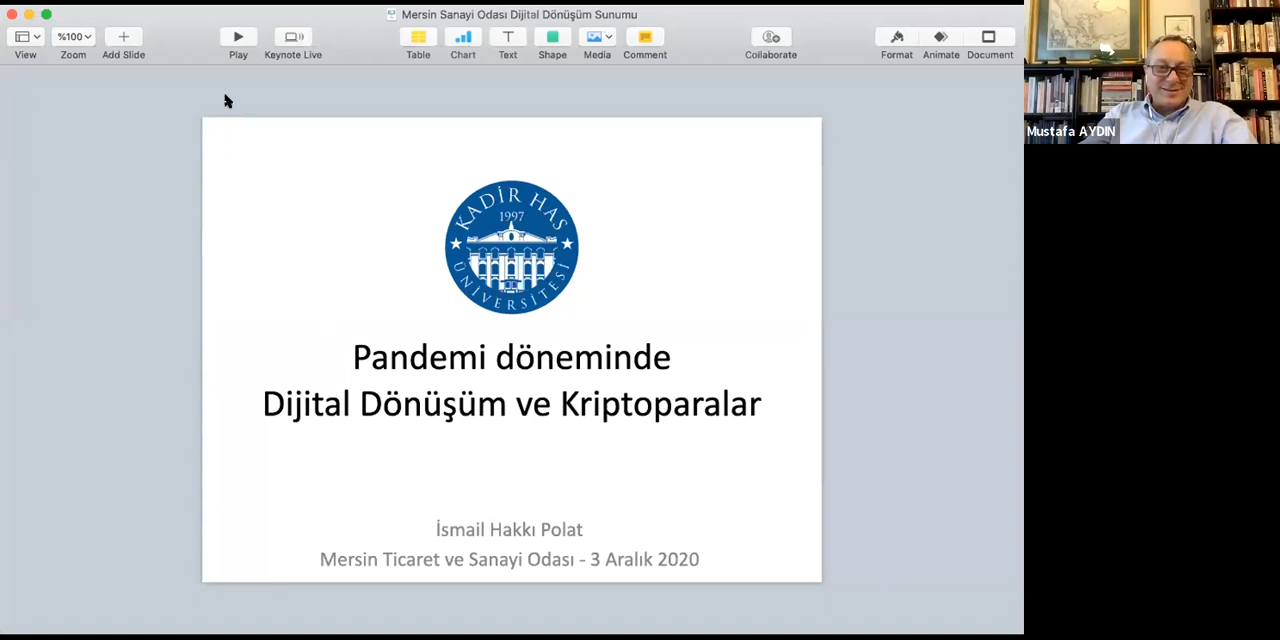 Mersin Sanayi Odası Dijital Dönüşüm Sunumu
%100
View
Zoom
Add Slide
Play
Keynote Live
Table
Chart
Text
Shape
Media
Comment
Collaborate
Format
Animate
Document
Mustafa AYDIN
KADİR HAS
1997
ÜNİVERSİTESİ
Pandemi döneminde
Dijital Dönüşüm ve Kriptoparalar
İsmail Hakkı Polat
Mersin Ticaret ve Sanayi Odası - 3 Aralık 2020